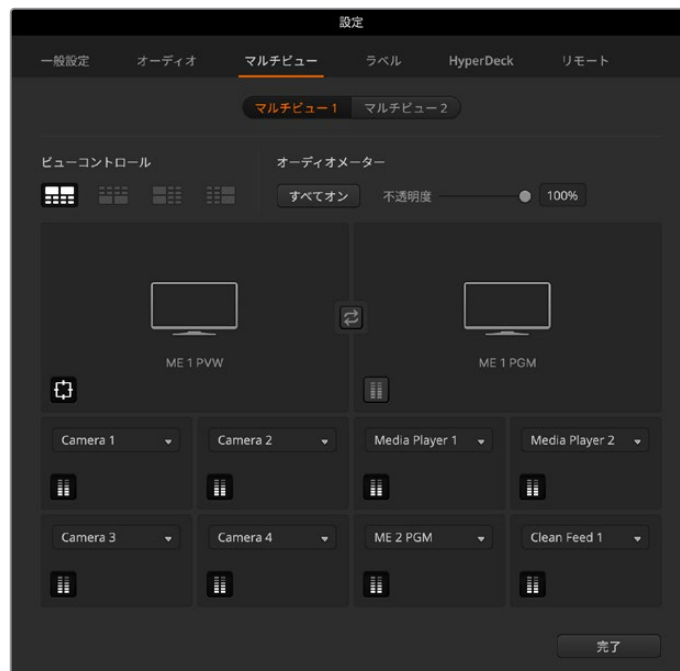 設定
一般設定 オーディオ マルチビュー ラベル HyperDeck リモート
マルチビュー 1 マルチビュー 2
ビューコントロール オーディオメーター
すべてオン 不透明度 100%
ME 1 PVW ME 1 PGM
Camera 1 Camera 2 Media Player 1 Media Player 2
Camera 3 Camera 4 ME 2 PGM Clean Feed 1
完了